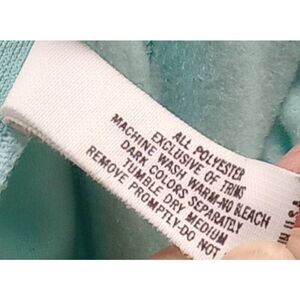 ALL POLYESTER
EXCLUSIVE OF TRIMS
MACHINE WASH WARM-NO BLEACH
DARK COLORS SEPARATELY
TUMBLE DRY MEDIUM
REMOVE PROMPTLY-DO NOT
IN U.S.A.